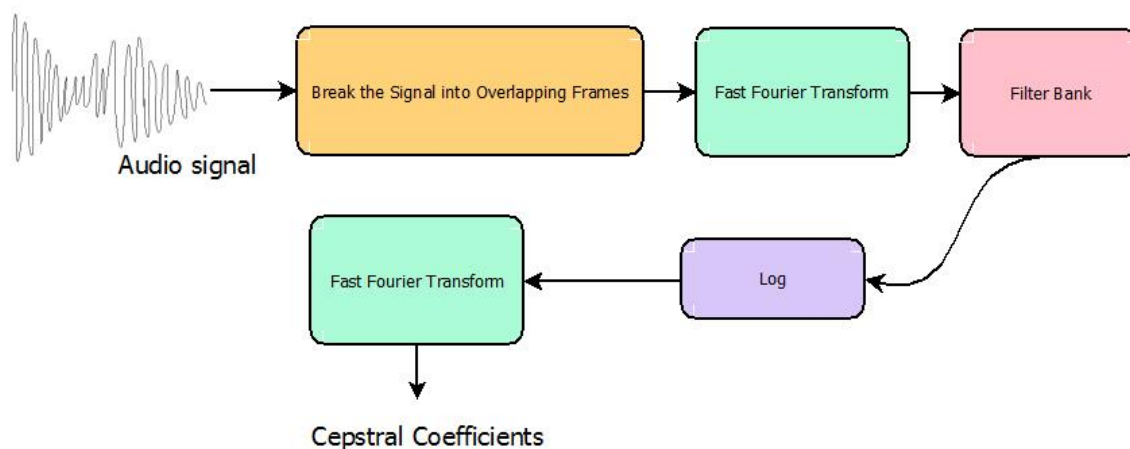 Break the Signal into Overlapping Frames
Fast Fourier Transform
Filter Bank
Audio signal
Fast Fourier Transform
Log
Cepstral Coefficients